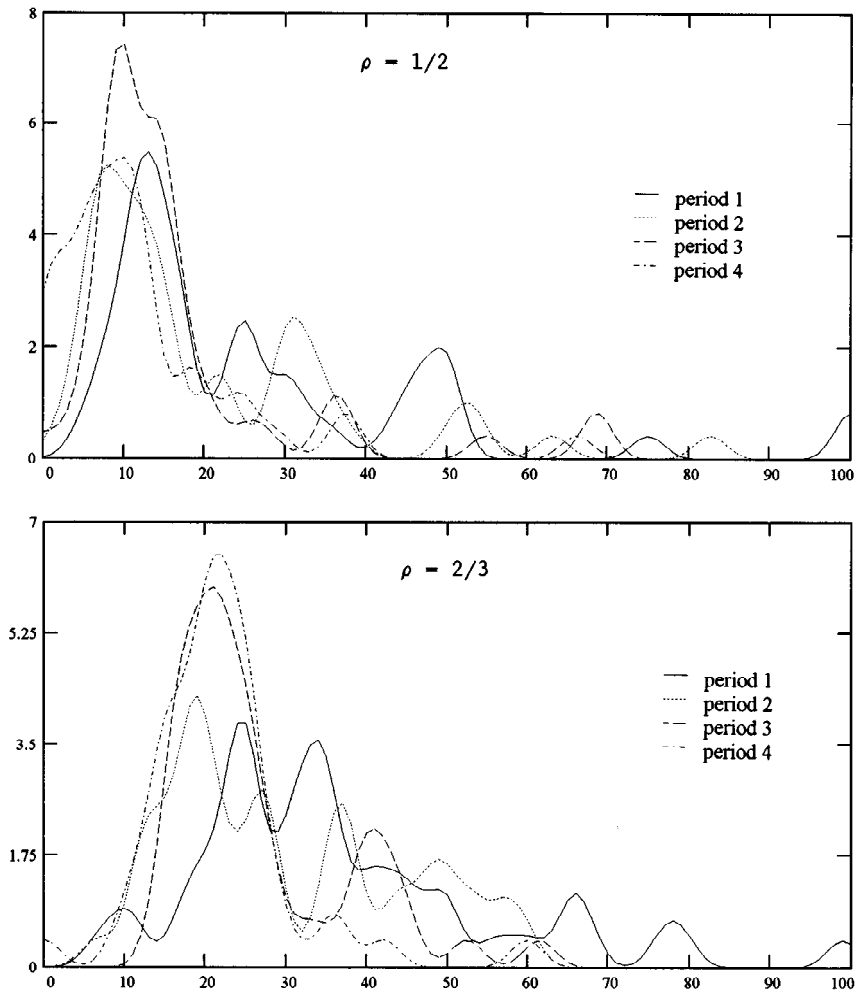 8
ρ = 1/2
6
period 1
period 2
4
period 3
period 4
2
0
0 10 20 30 40 50 60 70 80 90 100
7
ρ = 2/3
5.25
period 1
period 2
period 3
3.5
period 4
1.75
0
0 10 20 30 40 50 60 70 80 90 100